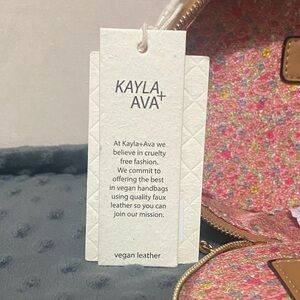 KAYLA+
AVA
At Kayla+Ava we
believe in cruelty
free fashion.
We commit to
offering the best
in vegan handbags
using quality faux
leather so you can
join our mission.
vegan leather